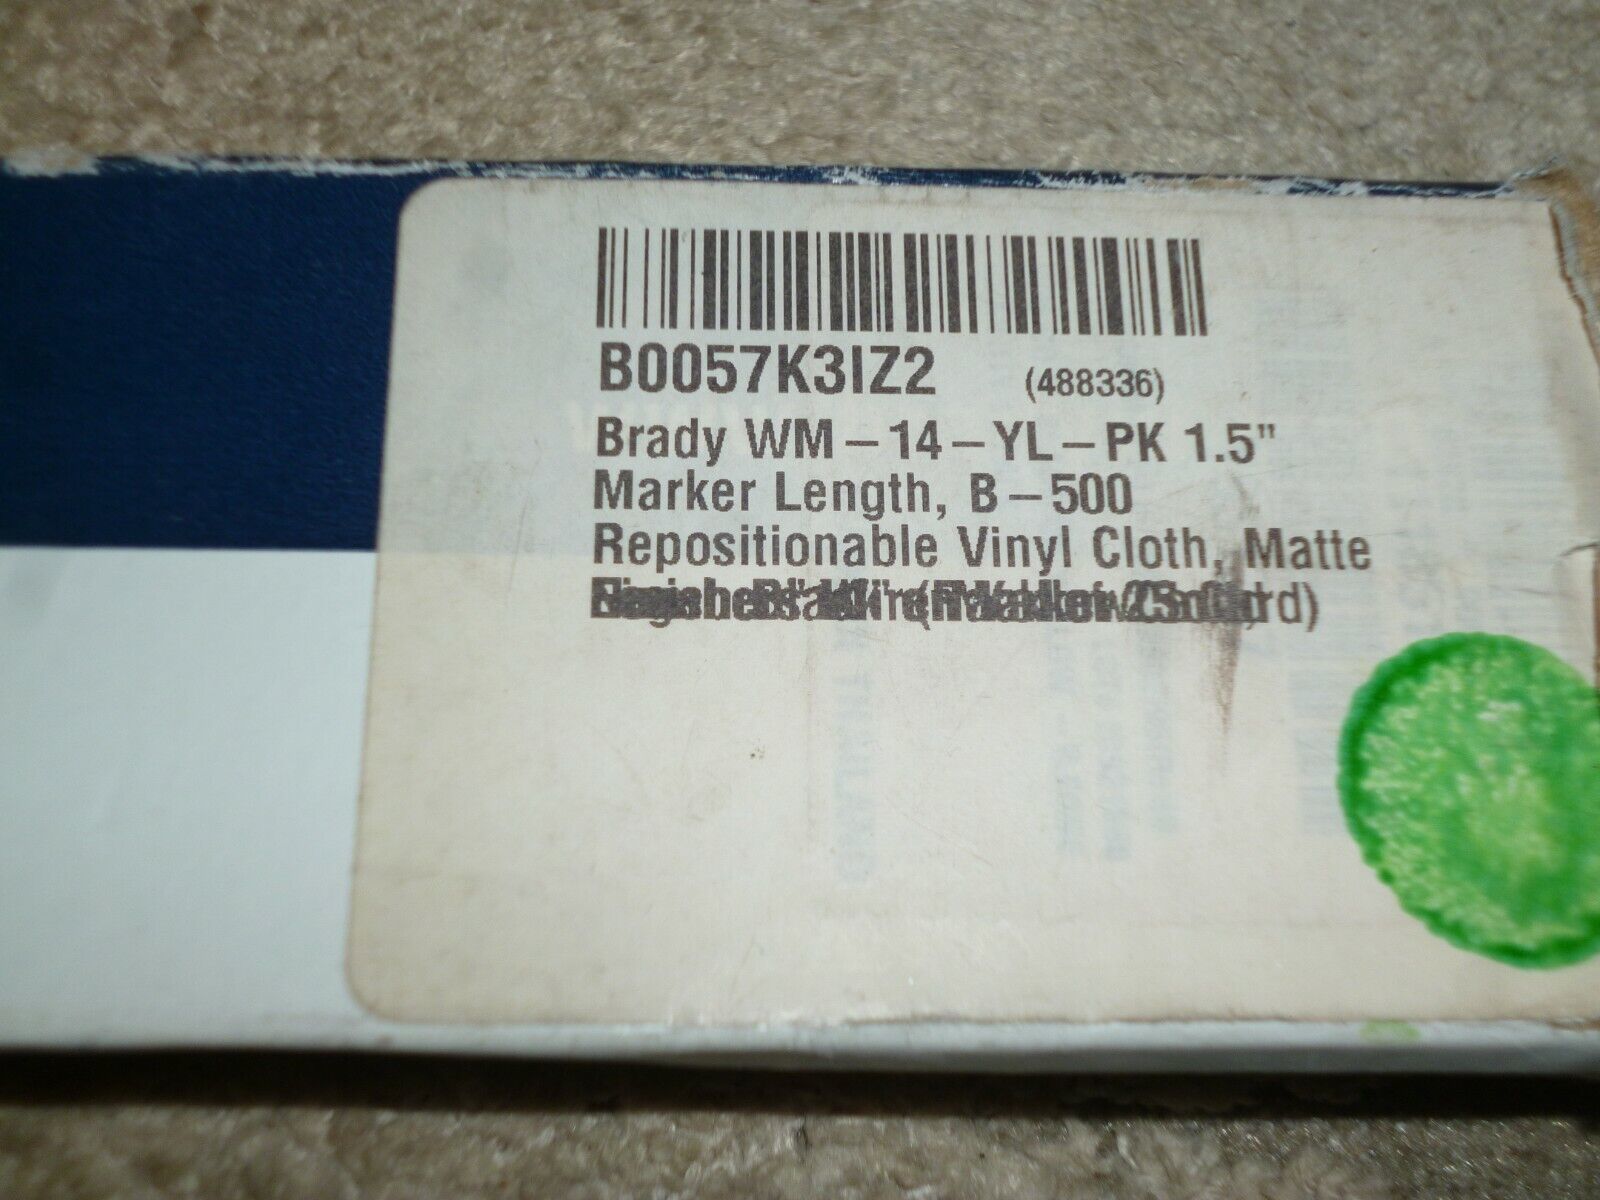 B0057K3IZ2 (488336)
Brady WM-14-YL-PK 1.5"
Marker Length, B-500
Repositionable Vinyl Cloth, Matte